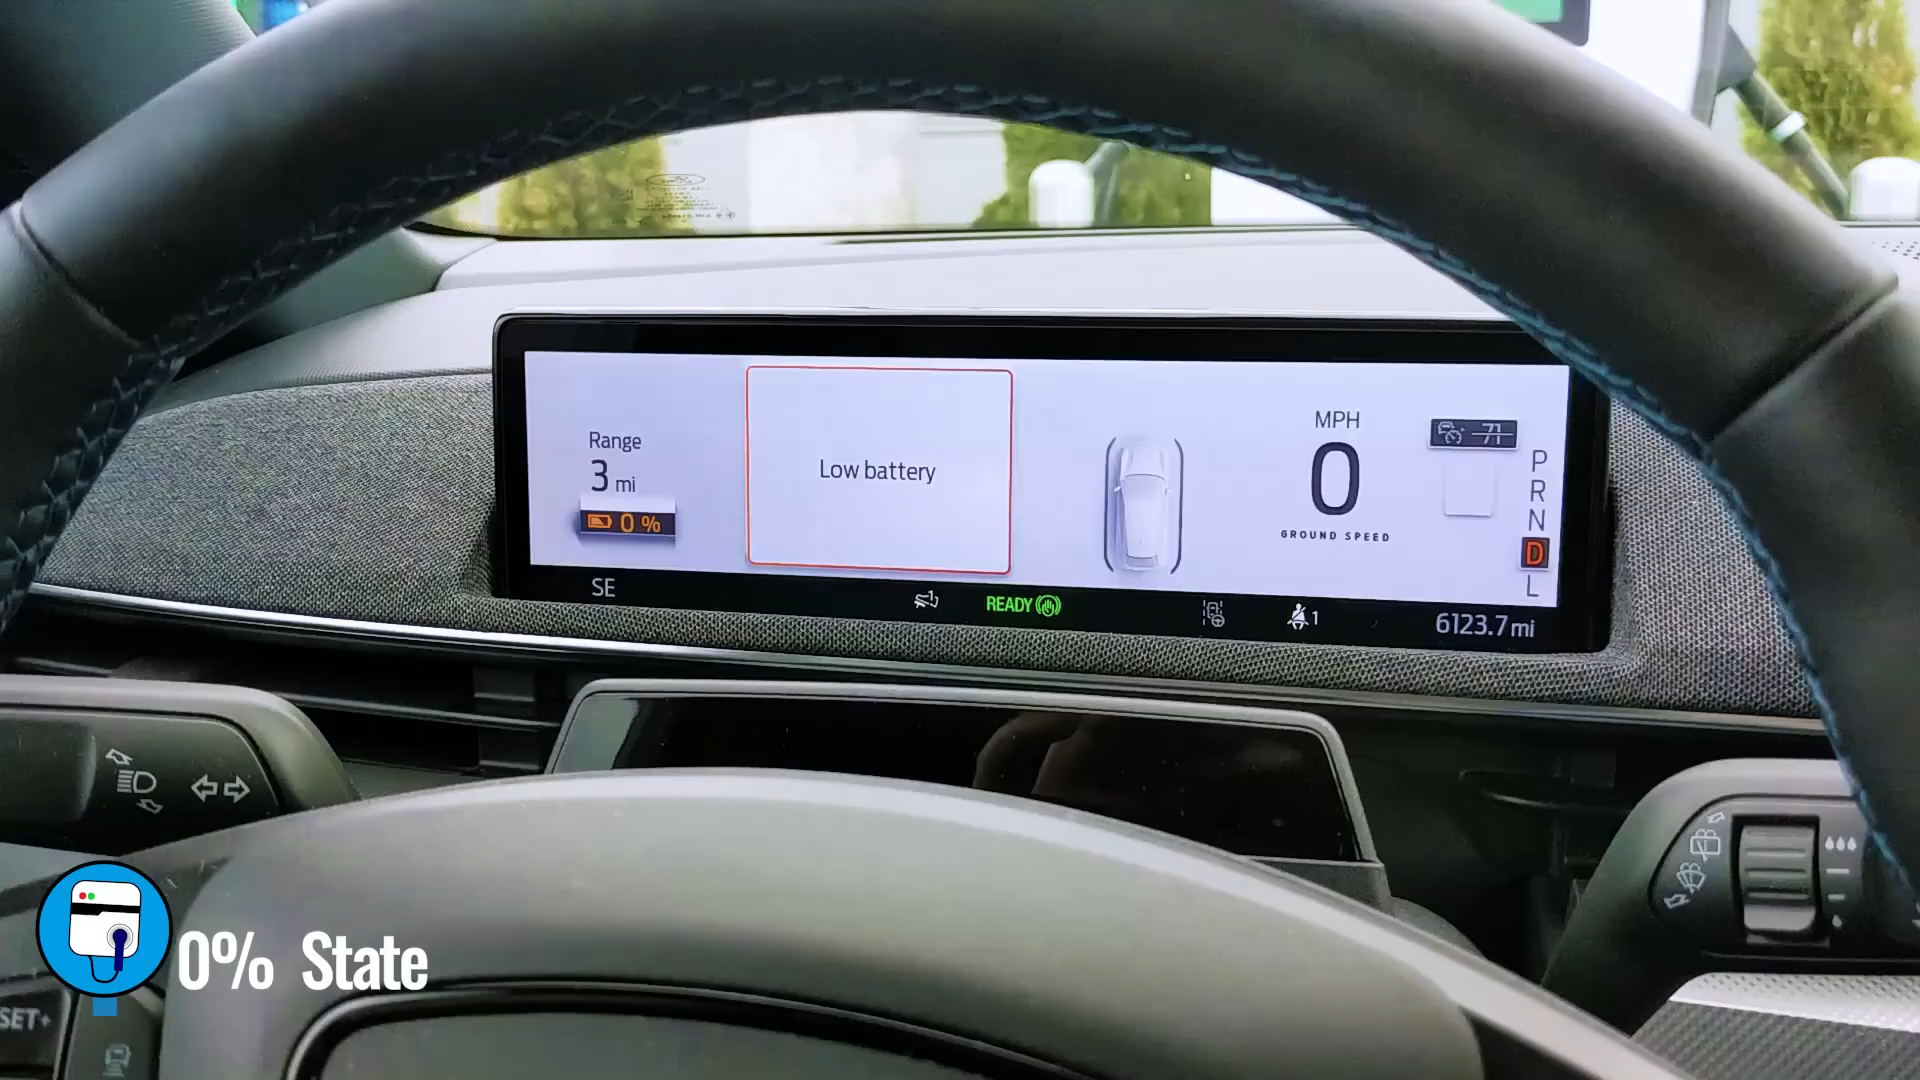 Range
3 mi
0 %
Low battery
MPH
0
GROUND SPEED
71
P
R
N
D
L
SE
READY
1
6123.7 mi
0% State
SET+